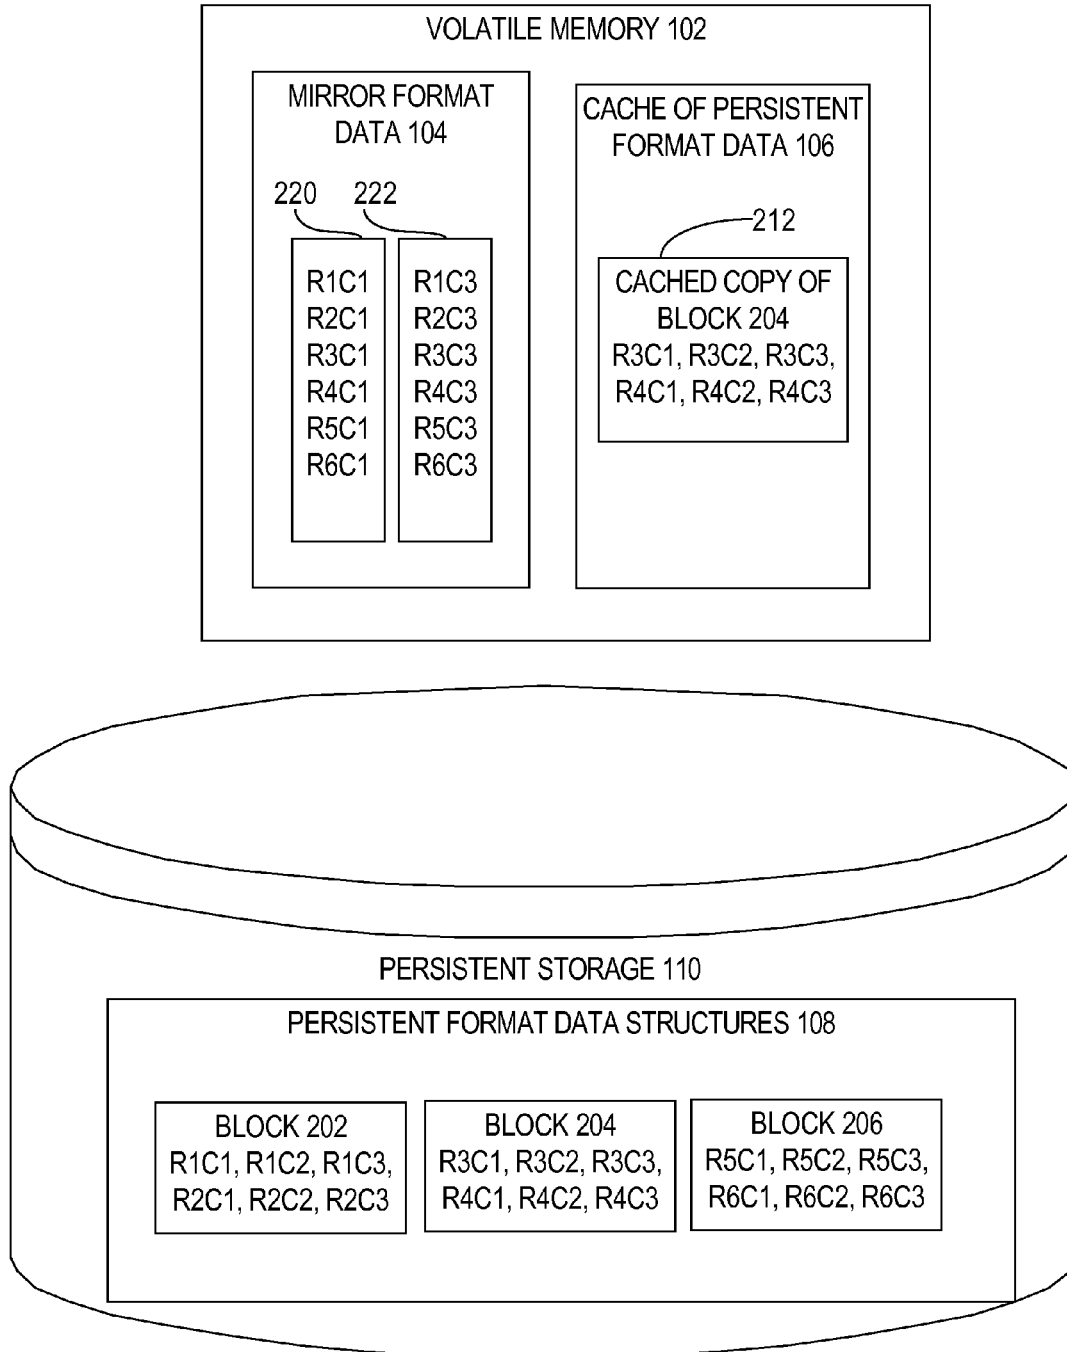 VOLATILE MEMORY 102
MIRROR FORMAT
DATA 104
220
222
R1C1
R2C1
R3C1
R4C1
R5C1
R6C1
R1C3
R2C3
R3C3
R4C3
R5C3
R6C3
CACHE OF PERSISTENT
FORMAT DATA 106
212
CACHED COPY OF
BLOCK 204
R3C1, R3C2, R3C3,
R4C1, R4C2, R4C3
PERSISTENT STORAGE 110
PERSISTENT FORMAT DATA STRUCTURES 108
BLOCK 202
R1C1, R1C2, R1C3,
R2C1, R2C2, R2C3
BLOCK 204
R3C1, R3C2, R3C3,
R4C1, R4C2, R4C3
BLOCK 206
R5C1, R5C2, R5C3,
R6C1, R6C2, R6C3